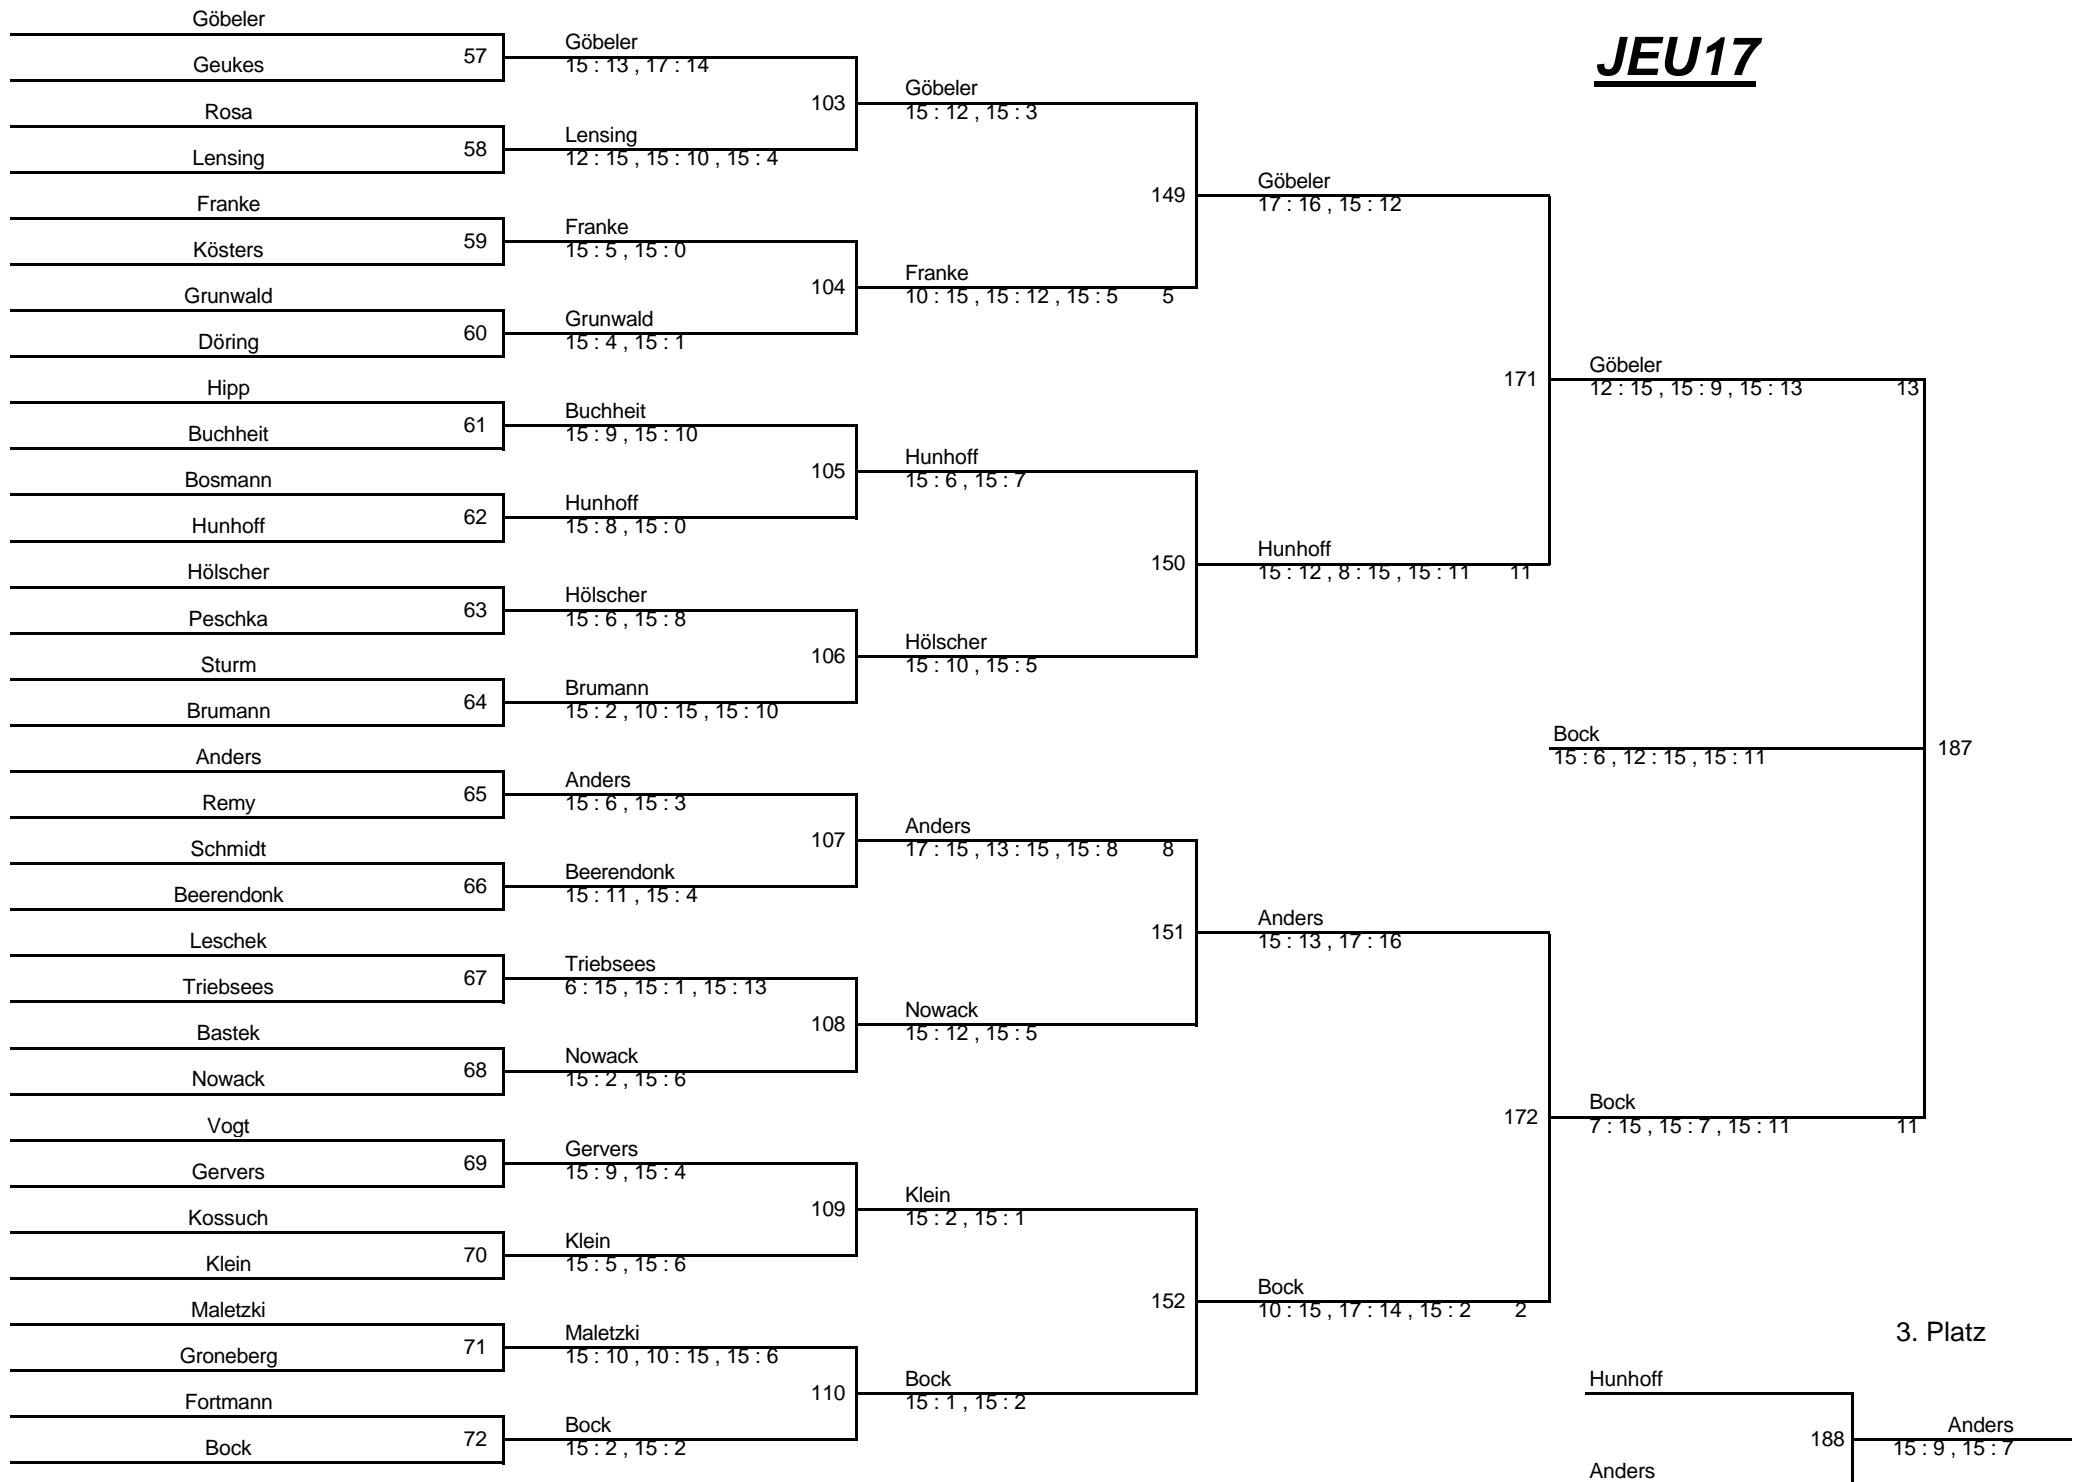 JEU17
Göbeler
Geukes
57
Rosa
Lensing
58
Franke
Kösters
59
Grunwald
Döring
60
Hipp
Buchheit
61
Bosmann
Hunhoff
62
Hölscher
Peschka
63
Sturm
Brumann
64
Anders
Remy
65
Schmidt
Beerendonk
66
Leschek
Triebsees
67
Bastek
Nowack
68
Vogt
Gervers
69
Kossuch
Klein
70
Maletzki
Groneberg
71
Fortmann
Bock
72
Göbeler
15 : 13 , 17 : 14
103
Lensing
12 : 15 , 15 : 10 , 15 : 4
Franke
15 : 5 , 15 : 0
104
Grunwald
15 : 4 , 15 : 1
Buchheit
15 : 9 , 15 : 10
105
Hunhoff
15 : 8 , 15 : 0
Hölscher
15 : 6 , 15 : 8
106
Brumann
15 : 2 , 10 : 15 , 15 : 10
Anders
15 : 6 , 15 : 3
107
Beerendonk
15 : 11 , 15 : 4
Triebsees
6 : 15 , 15 : 1 , 15 : 13
108
Nowack
15 : 2 , 15 : 6
Gervers
15 : 9 , 15 : 4
109
Klein
15 : 5 , 15 : 6
Maletzki
15 : 10 , 10 : 15 , 15 : 6
110
Bock
15 : 2 , 15 : 2
Göbeler
15 : 12 , 15 : 3
149
Franke
10 : 15 , 15 : 12 , 15 : 5 5
Hunhoff
15 : 6 , 15 : 7
150
Hölscher
15 : 10 , 15 : 5
Anders
17 : 15 , 13 : 15 , 15 : 8 8
151
Nowack
15 : 12 , 15 : 5
Klein
15 : 2 , 15 : 1
152
Bock
15 : 1 , 15 : 2
Göbeler
17 : 16 , 15 : 12
171
Hunhoff
15 : 12 , 8 : 15 , 15 : 11 11
Anders
15 : 13 , 17 : 16
172
Bock
10 : 15 , 17 : 14 , 15 : 2 2
Göbeler
12 : 15 , 15 : 9 , 15 : 13 13
Bock
15 : 6 , 12 : 15 , 15 : 11
187
Bock
7 : 15 , 15 : 7 , 15 : 11 11
3. Platz
Hunhoff
188
Anders
Anders
15 : 9 , 15 : 7